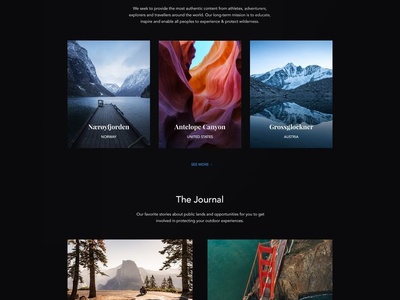 We seek to provide the most authentic content from athletes, adventurers,
explorers and travellers around the world. Our long-term mission is to educate,
inspire and enable all peoples to experience & protect wilderness.
Nærøyfjorden
Antelope Canyon
Grossglockner
NORWAY
UNITED STATES
AUSTRIA
SEE MORE
The Journal
Our favorite stories about public lands and opportunities for you to get
involved in protecting your outdoor experiences.